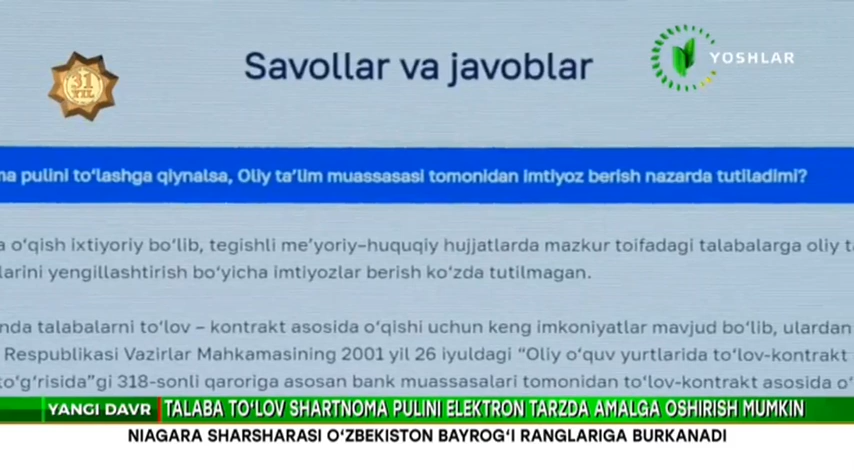 31
YIL
Savollar va javoblar
YOSHLAR
pulini to‘lashga qiynalsa, Oliy ta’lim muassasasi tomonidan imtiyoz berish nazarda tutiladimi?
o‘qish ixtiyoriy bo‘lib, tegishli me’yoriy–huquqiy hujjatlarda mazkur toifadagi talabalarga oliy
yengillashtirish bo‘yicha imtiyozlar berish ko‘zda tutilmagan.
talabalarni to‘lov – kontrakt asosida o‘qishi uchun keng imkoniyatlar mavjud bo‘lib, ulardan
Respublikasi Vazirlar Mahkamasining 2001 yil 26 iyuldagi “Oliy o‘quv yurtlarida to‘lov-kontrakt
to‘g‘risida”gi 318-sonli qaroriga asosan bank muassasalari tomonidan to‘lov-kontrakt asosida
YANGI DAVR TALABA TO‘LOV SHARTNOMA PULINI ELEKTRON TARZDA AMALGA OSHIRISH MUMKIN
NIAGARA SHARSHARASI O‘ZBEKISTON BAYROG‘I RANGLARIGA BURKANADI